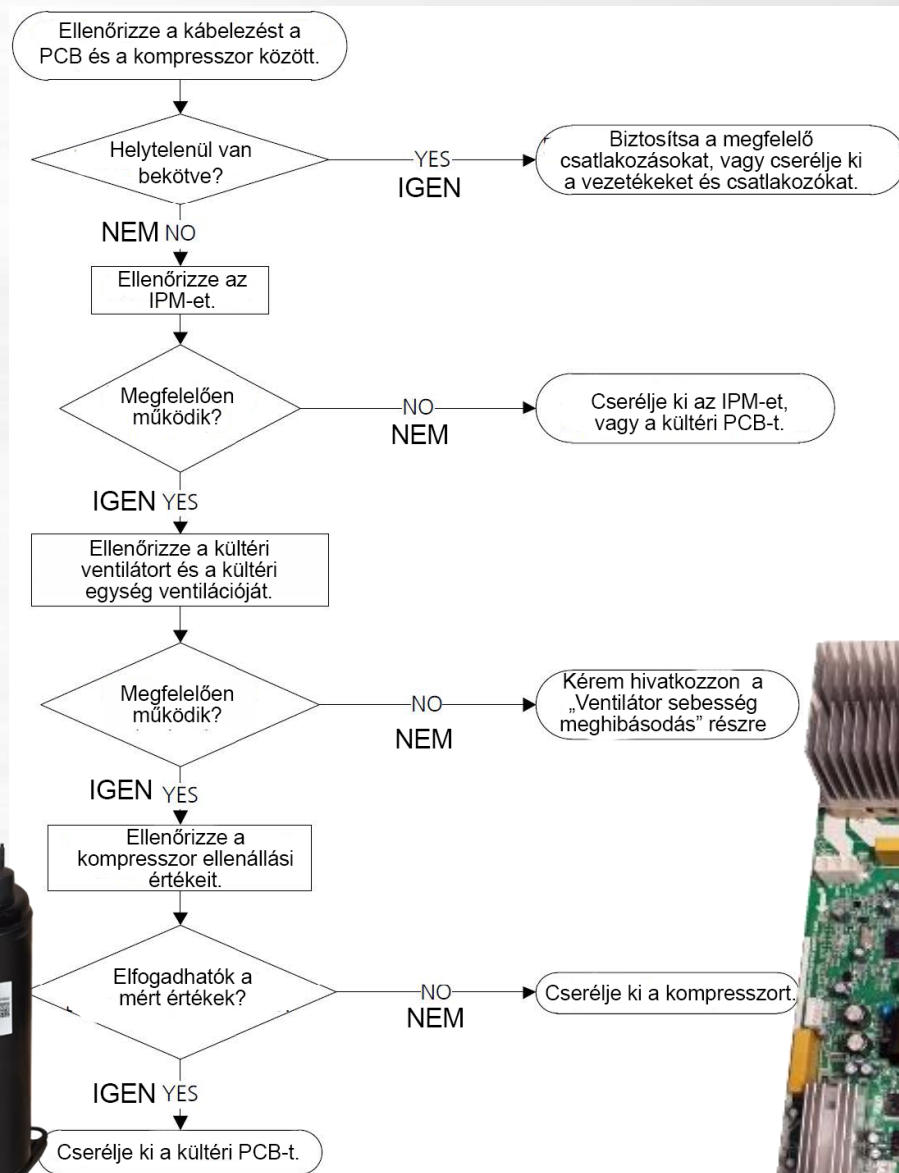 Ellenőrizze a kábelezést a
PCB és a kompresszor között.
Helytelenül van
bekötve?
YES
IGEN
Biztosítsa a megfelelő
csatlakozásokat, vagy cserélje ki
a vezetékeket és csatlakozókat.
NEM NO
Ellenőrizze az
IPM-et.
Megfelelően
működik?
NO
NEM
Cserélje ki az IPM-et,
vagy a kültéri PCB-t.
IGEN YES
Ellenőrizze a kültéri
ventilátort és a kültéri
egység ventilációját.
Megfelelően
működik?
NO
NEM
Kérem hivatkozzon a
„Ventilátor sebesség
meghibásodás” részre
IGEN YES
Ellenőrizze a
kompresszor ellenállási
értékeit.
Elfogadhatók a
mért értékek?
NO
NEM
Cserélje ki a kompresszort.
IGEN YES
Cserélje ki a kültéri PCB-t.